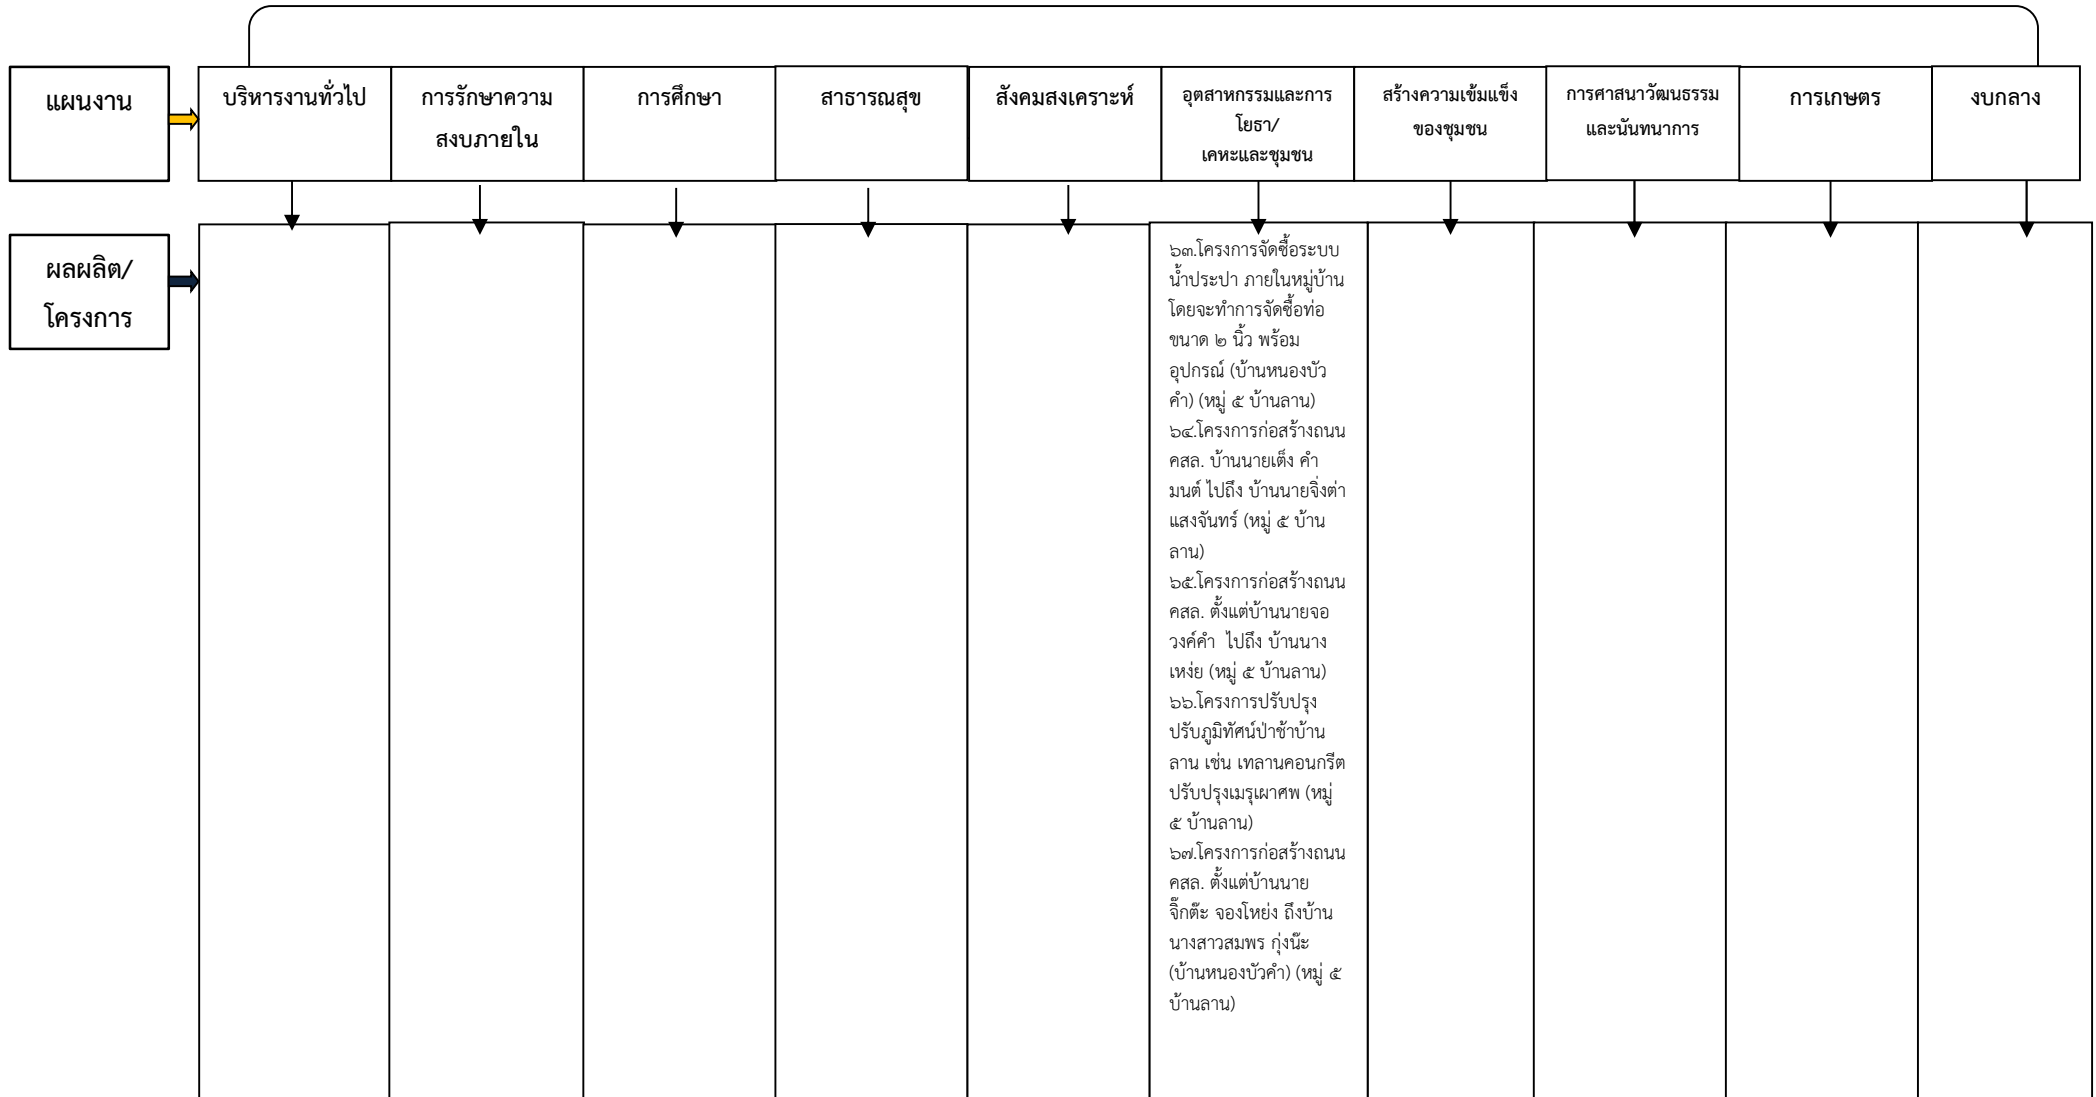 แผนงาน
บริหารงานทั่วไป
การรักษาความ
สงบภายใน
การศึกษา
สาธารณสุข
สังคมสงเคราะห์
อุตสาหกรรมและการ
โยธา/
เคหะและชุมชน
สร้างความเข้มแข็ง
ของชุมชน
การศาสนาวัฒนธรรม
และนันทนาการ
การเกษตร
งบกลาง
ผลผลิต/
โครงการ
๖๓.โครงการจัดซื้อระบบ
น้ำประปา ภายในหมู่บ้าน
โดยจะทำการจัดซื้อท่อ
ขนาด ๒ นิ้ว พร้อม
อุปกรณ์ (บ้านหนองบัว
คำ) (หมู่ ๕ บ้านลาน)
๖๔.โครงการก่อสร้างถนน
คสล. บ้านนายเต็ง คำ
มนต์ ไปถึง บ้านนายจิ่งต่า
แสงจันทร์ (หมู่ ๕ บ้าน
ลาน)
๖๕.โครงการก่อสร้างถนน
คสล. ตั้งแต่บ้านนายจอ
วงค์คำ  ไปถึง บ้านนาง
เหง่ย (หมู่ ๕ บ้านลาน)
๖๖.โครงการปรับปรุง
ปรับภูมิทัศน์ป่าช้าบ้าน
ลาน เช่น เทลานคอนกรีต
ปรับปรุงเมรุเผาศพ (หมู่
๕ บ้านลาน)
๖๗.โครงการก่อสร้างถนน
คสล. ตั้งแต่บ้านนาย
จิ๊กต๊ะ จองโหย่ง ถึงบ้าน
นางสาวสมพร กุ่งน๊ะ
(บ้านหนองบัวคำ) (หมู่ ๕
บ้านลาน)